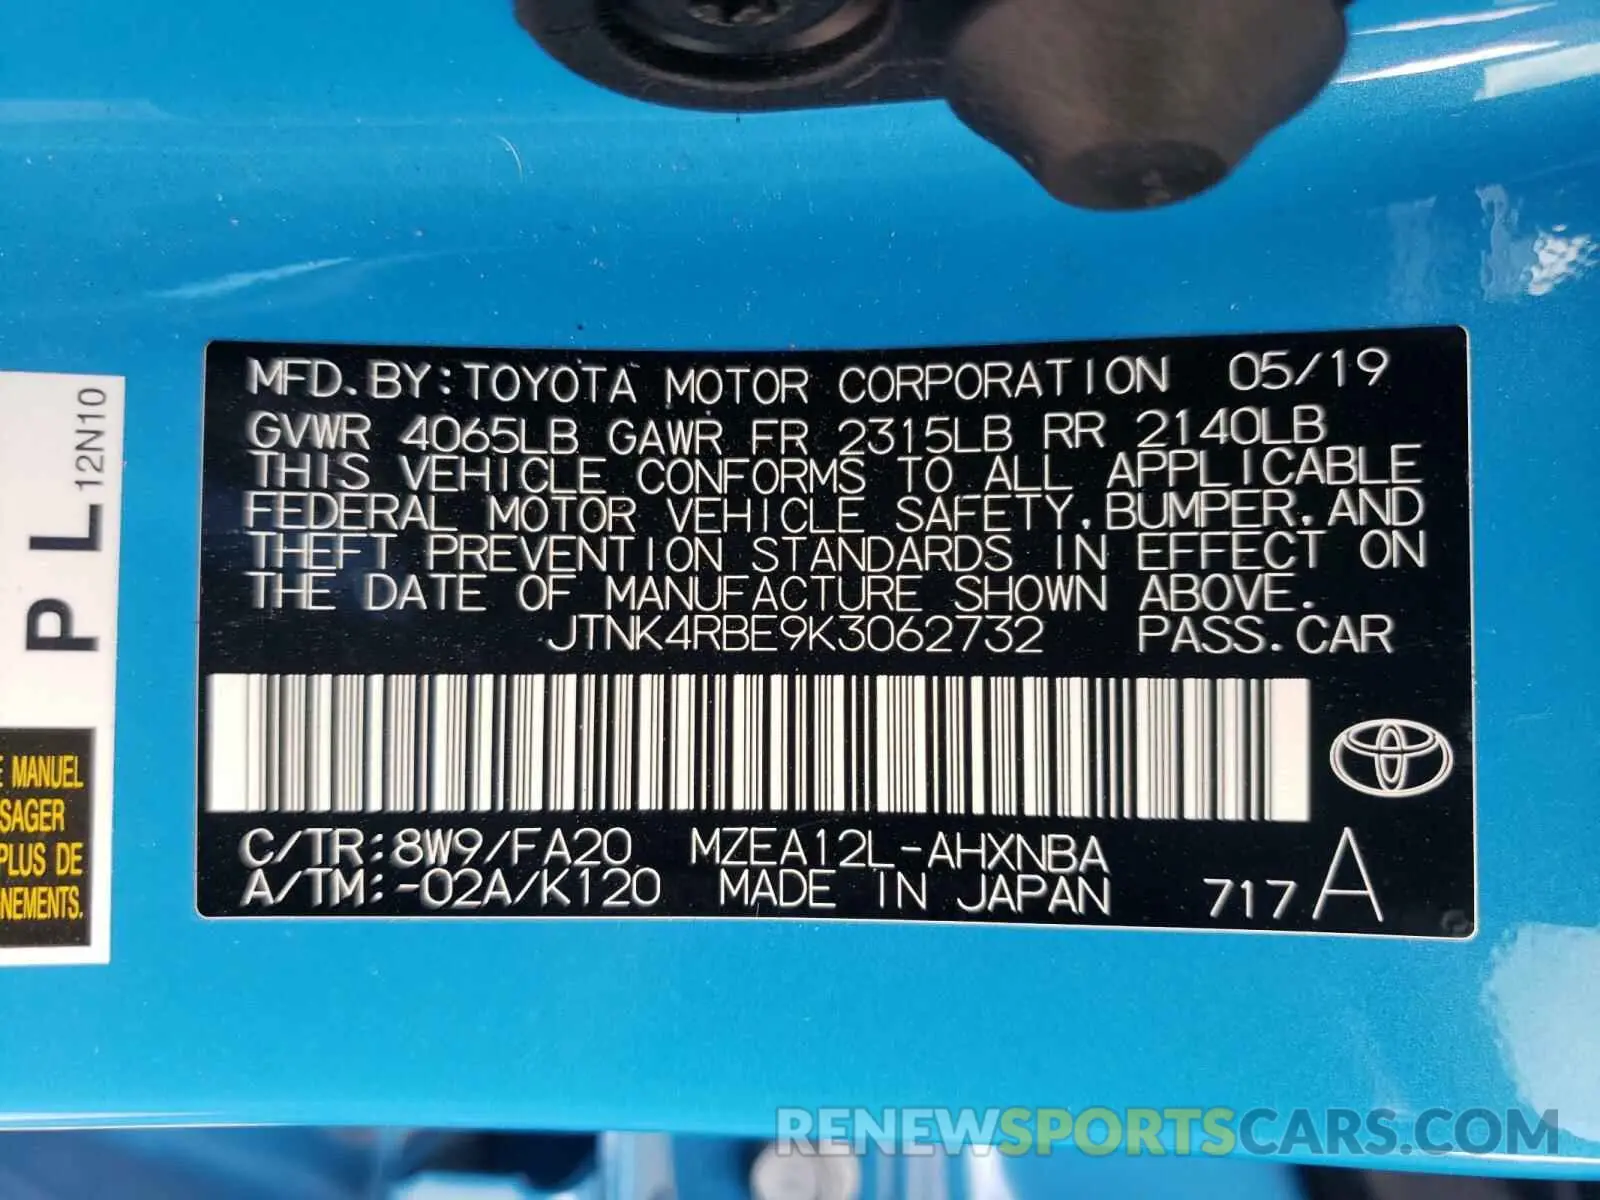 MFD. BY: TOYOTA MOTOR CORPORATION 05/19
GVWR 4065LB GAWR FR 2315LB RR 2140LB
THIS VEHICLE CONFORMS TO ALL APPLICABLE
FEDERAL MOTOR VEHICLE SAFETY, BUMPER, AND
THEFT PREVENTION STANDARDS IN EFFECT ON
THE DATE OF MANUFACTURE SHOWN ABOVE.
JTNK4RBE9K3062732 PASS. CAR
C/TR: 8W9/FA20 MZEA12L-AHXNBA
A/TM: -02A/K120 MADE IN JAPAN 717 A
P L 12N10
E MANUEL
SAGER
PLUS DE
NEMENTS.
RENEWSPORTSCARS.COM